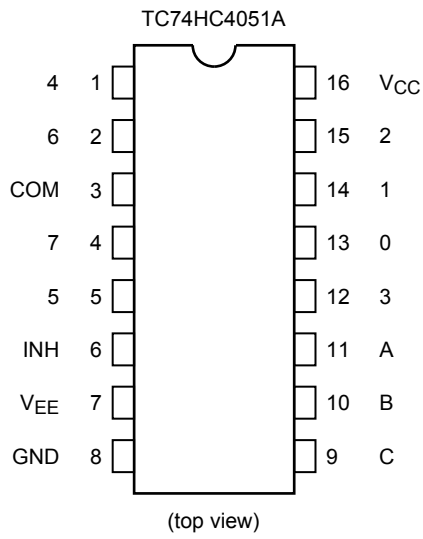 TC74HC4051A
4 1 16 VCC
6 2 15 2
COM 3 14 1
7 4 13 0
5 5 12 3
INH 6 11 A
VEE 7 10 B
GND 8 9 C
(top view)